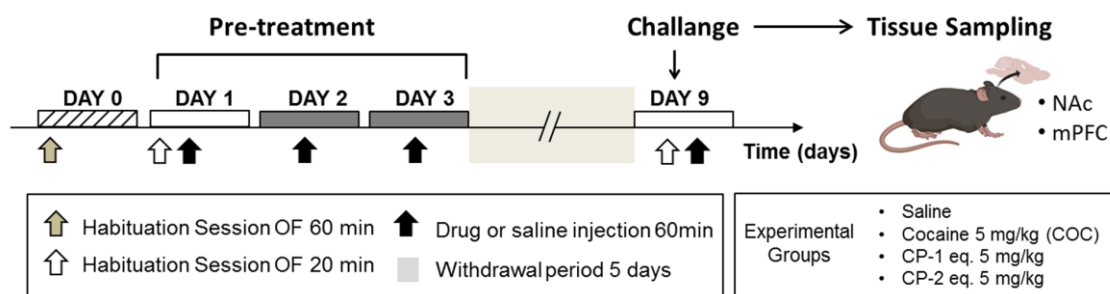 Pre-treatment
Challange
Tissue Sampling
DAY 0
DAY 1
DAY 2
DAY 3
DAY 9
Time (days)
• NAc
• mPFC
Habituation Session OF 60 min
Habituation Session OF 20 min
Drug or saline injection 60min
Withdrawal period 5 days
Experimental
Groups
• Saline
• Cocaine 5 mg/kg (COC)
• CP-1 eq. 5 mg/kg
• CP-2 eq. 5 mg/kg